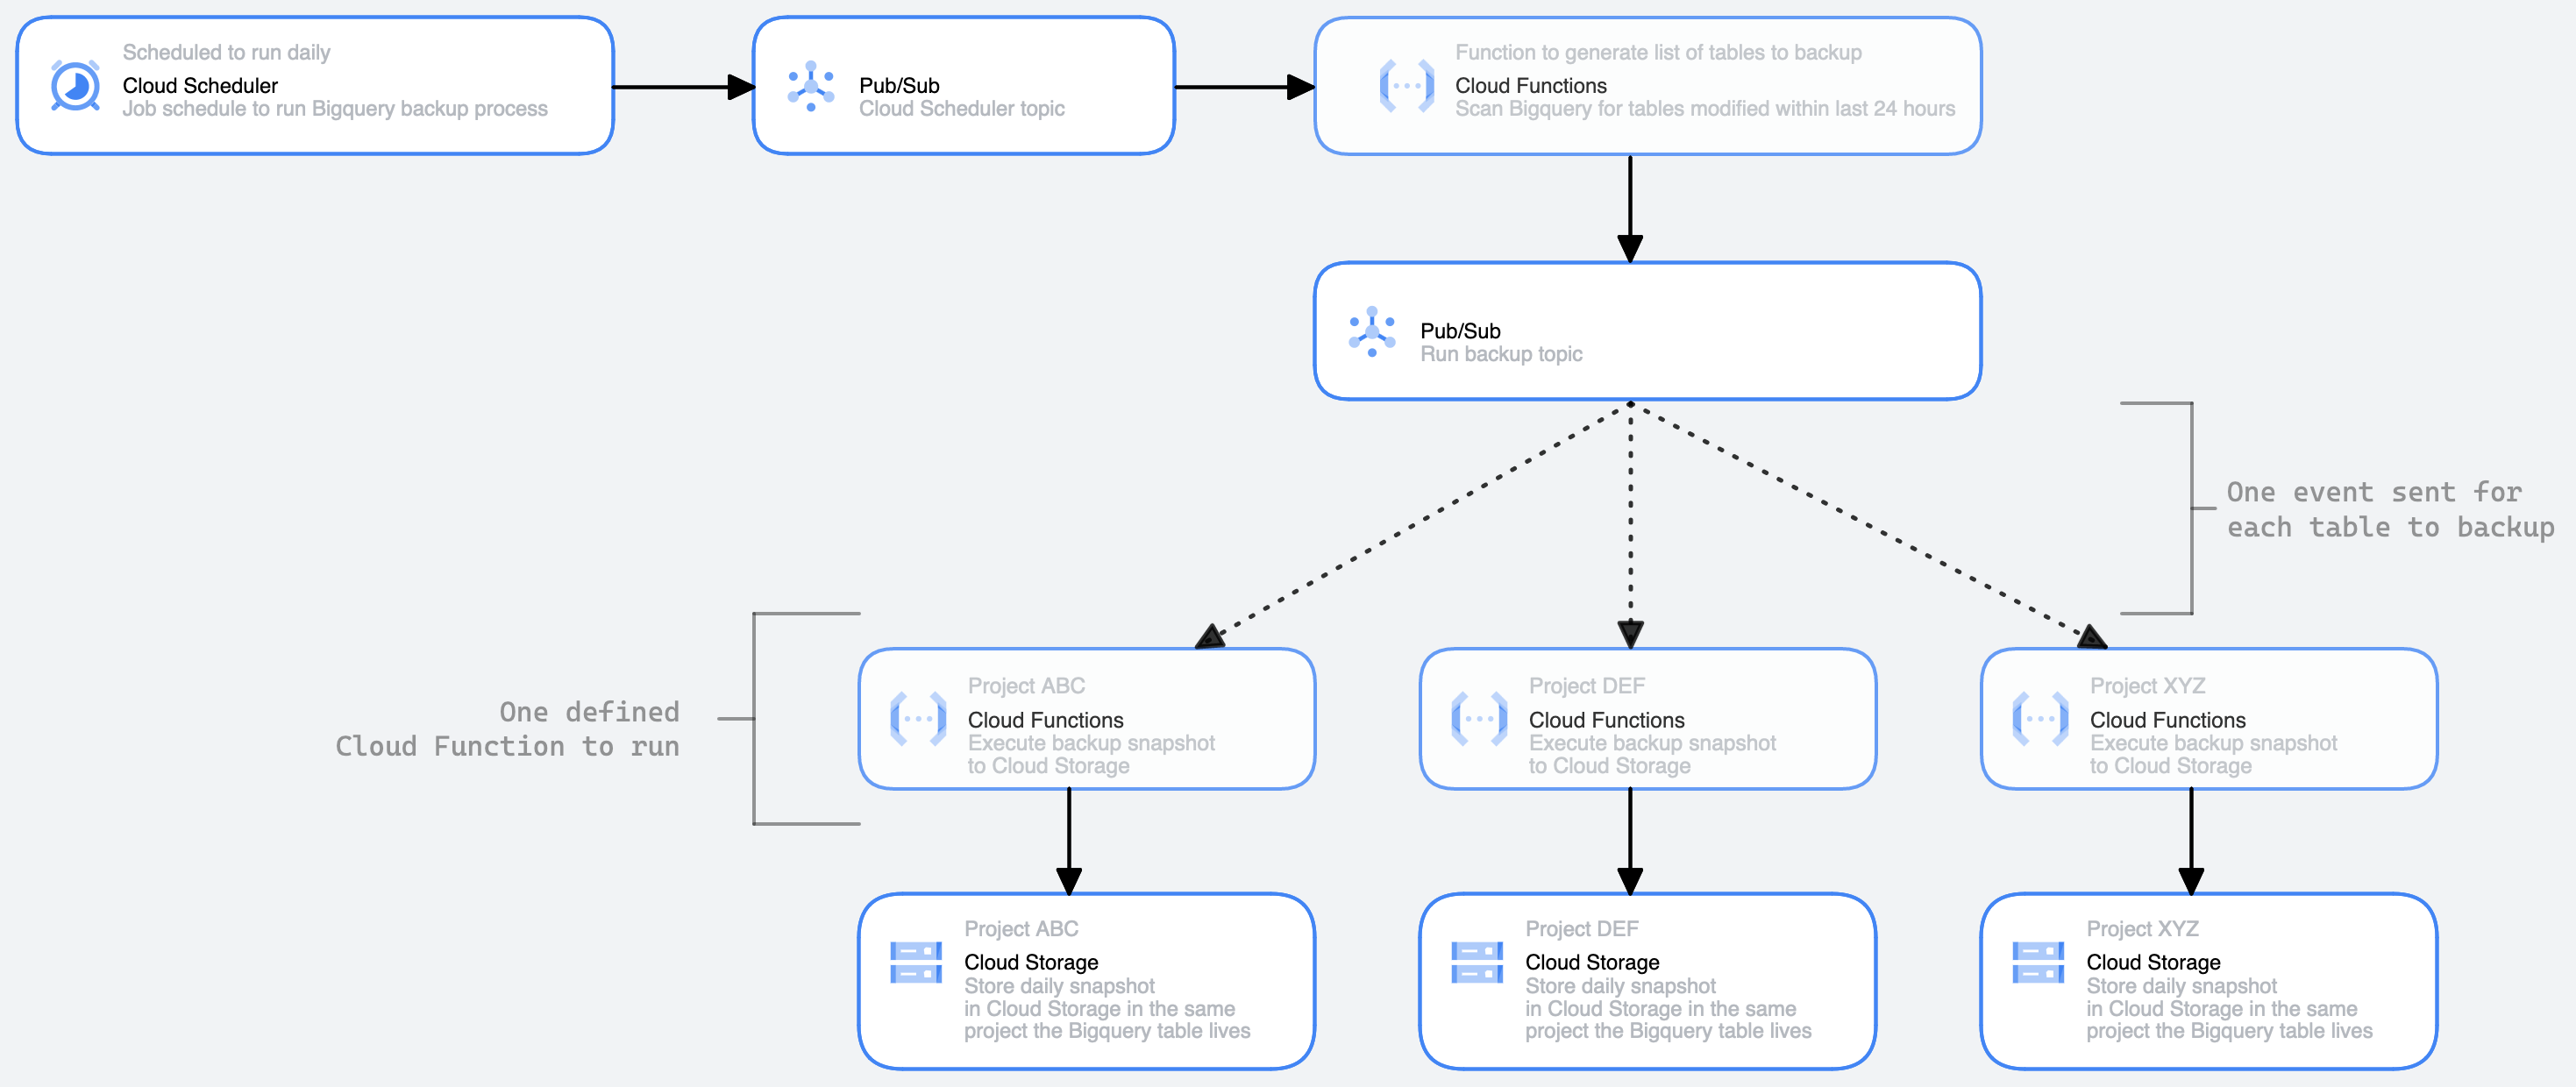 Scheduled to run daily
Cloud Scheduler
Job schedule to run Bigquery backup process
Pub/Sub
Cloud Scheduler topic
Function to generate list of tables to backup
Cloud Functions
Scan Bigquery for tables modified within last 24 hours
Pub/Sub
Run backup topic
One event sent for
each table to backup
One defined
Cloud Function to run
Project ABC
Cloud Functions
Execute backup snapshot
to Cloud Storage
Project DEF
Cloud Functions
Execute backup snapshot
to Cloud Storage
Project XYZ
Cloud Functions
Execute backup snapshot
to Cloud Storage
Project ABC
Cloud Storage
Store daily snapshot
in Cloud Storage in the same
project the Bigquery table lives
Project DEF
Cloud Storage
Store daily snapshot
in Cloud Storage in the same
project the Bigquery table lives
Project XYZ
Cloud Storage
Store daily snapshot
in Cloud Storage in the same
project the Bigquery table lives